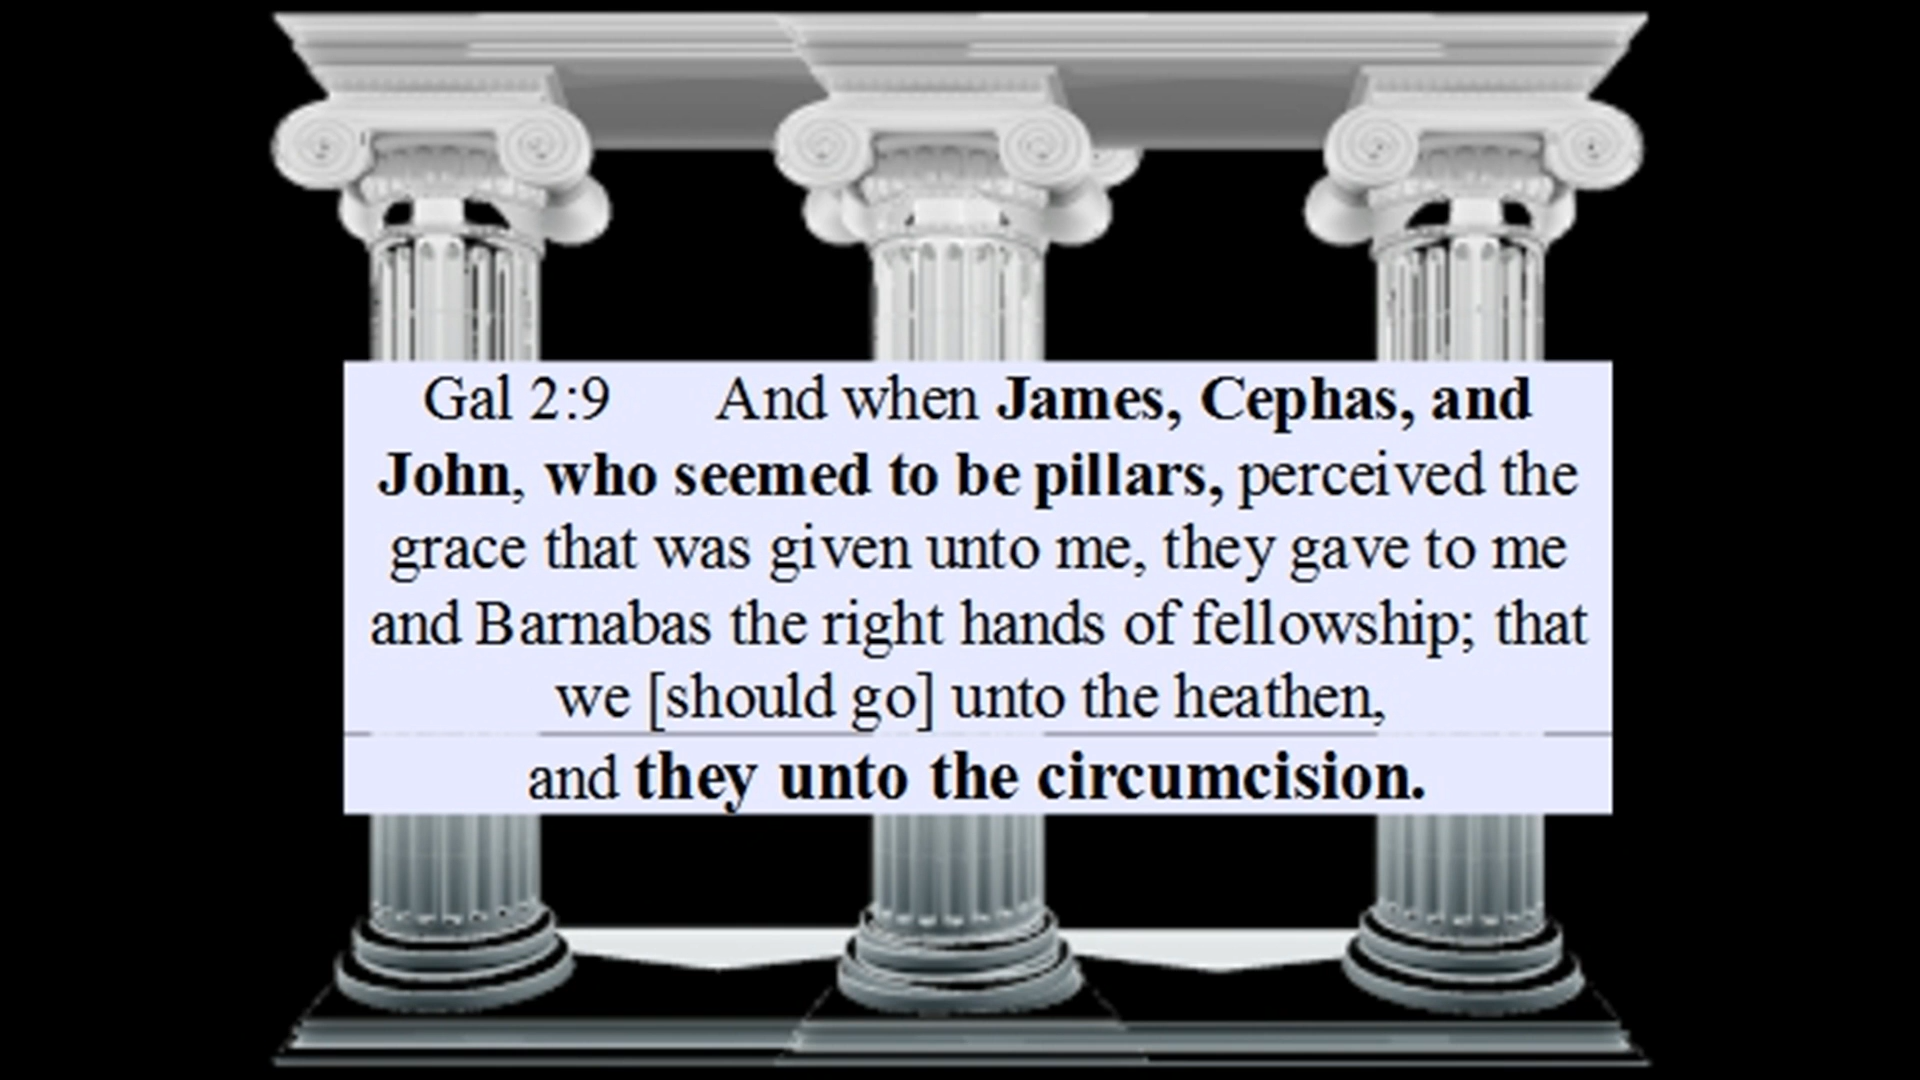 Gal 2:9 And when James, Cephas, and
John, who seemed to be pillars, perceived the
grace that was given unto me, they gave to me
and Barnabas the right hands of fellowship; that
we [should go] unto the heathen,
and they unto the circumcision.